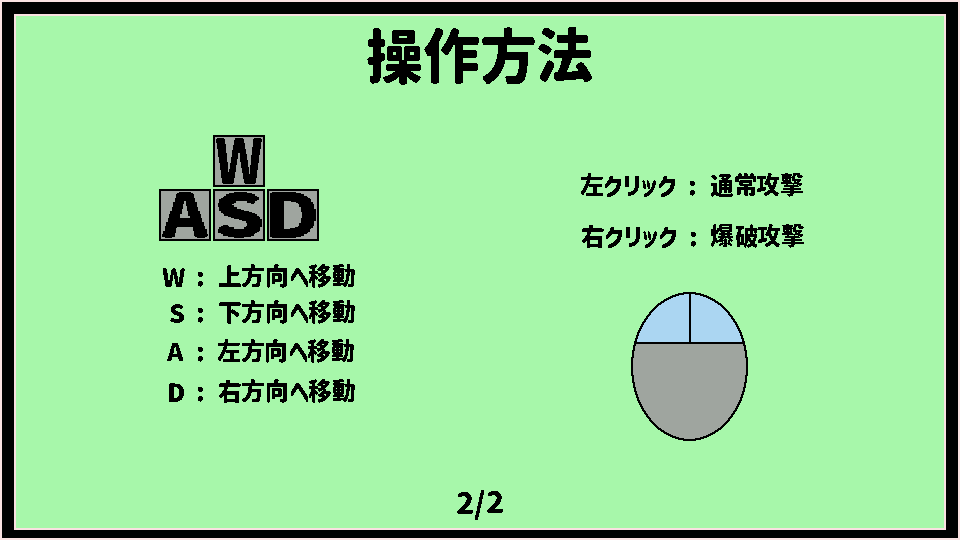 操作方法
W
A S D
W : 上方向へ移動
S : 下方向へ移動
A : 左方向へ移動
D : 右方向へ移動
左クリック : 通常攻撃
右クリック : 爆破攻撃
2/2